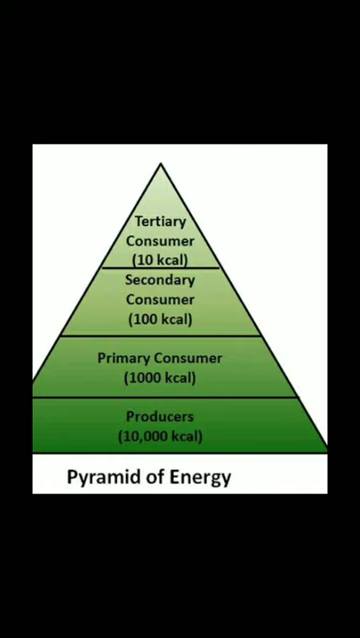 Tertiary
Consumer
(10 kcal)
Secondary
Consumer
(100 kcal)
Primary Consumer
(1000 kcal)
Producers
(10,000 kcal)
Pyramid of Energy